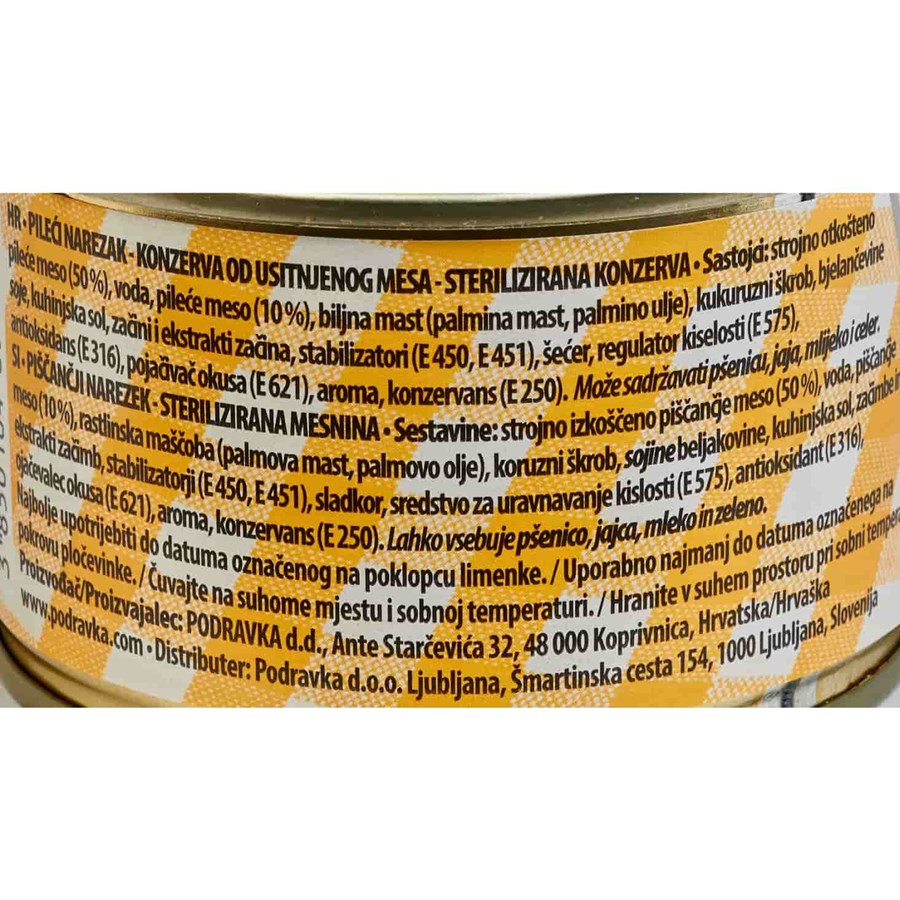 HR • PILEĆI NAREZAK - KONZERVA OD USITNJENOG MESA - STERILIZIRANA KONZERVA • Sastojci: strojno otkošteno
pileće meso (50%), voda, pileće meso (10%), biljna mast (palmina mast, palmino ulje), kukuruzni škrob, bjelančevine
soje, kuhinjska sol, začini i ekstrakti začina, stabilizatori (E 450, E 451), šećer, regulator kiselosti (E 575),
antioksidans (E 316), pojačivač okusa (E 621), aroma, konzervans (E 250). Može sadržavati pšenicu, jaja, mlijeko i celer.
SI • PIŠČANČJI NAREZEK - STERILIZIRANA MESNINA • Sestavine: strojno izkoščeno piščančje meso (50%), voda, piščančje
meso (10%), rastlinska maščoba (palmova mast, palmovo olje), koruzni škrob, sojine beljakovine, kuhinjska sol, začimbe in
ekstrakti začimb, stabilizatorji (E 450, E 451), sladkor, sredstvo za uravnavanje kislosti (E 575), antioksidant (E 316),
ojačevalec okusa (E 621), aroma, konzervans (E 250). Lahko vsebuje pšenico, jajca, mleko in zeleno.
Najbolje upotrijebiti do datuma označenog na poklopcu limenke. / Uporabno najmanj do datuma označenega na
pokrovu pločevinke. / Čuvajte na suhome mjestu i sobnoj temperaturi. / Hranite v suhem prostoru pri sobni
Proizvođač/Proizvajalec: PODRAVKA d.d., Ante Starčevića 32, 48 000 Koprivnica, Hrvatska/Hrvaška
www.podravka.com • Distributer: Podravka d.o.o. Ljubljana, Šmartinska cesta 154, 1000 Ljubljana, Slovenija